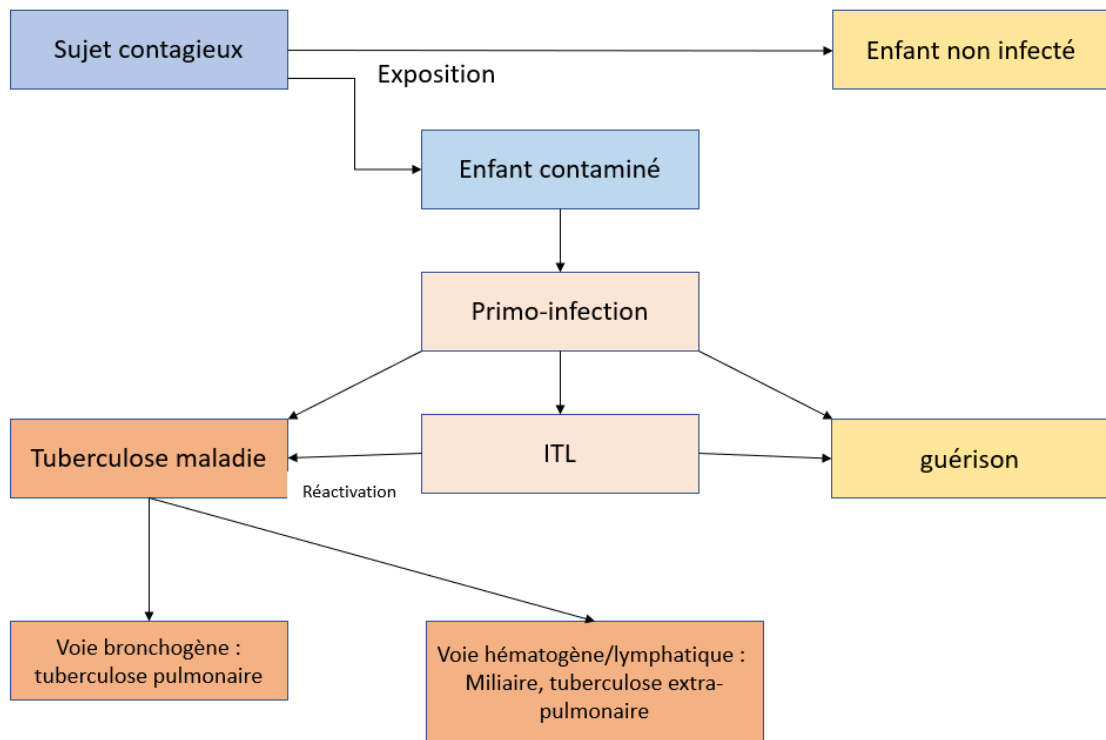 Sujet contagieux
Enfant non infecté
Exposition
Enfant contaminé
Primo-infection
Tuberculose maladie
ITL
guérison
Réactivation
Voie bronchogène :
tuberculose pulmonaire
Voie hématogène/lymphatique :
Miliaire, tuberculose extra-
pulmonaire